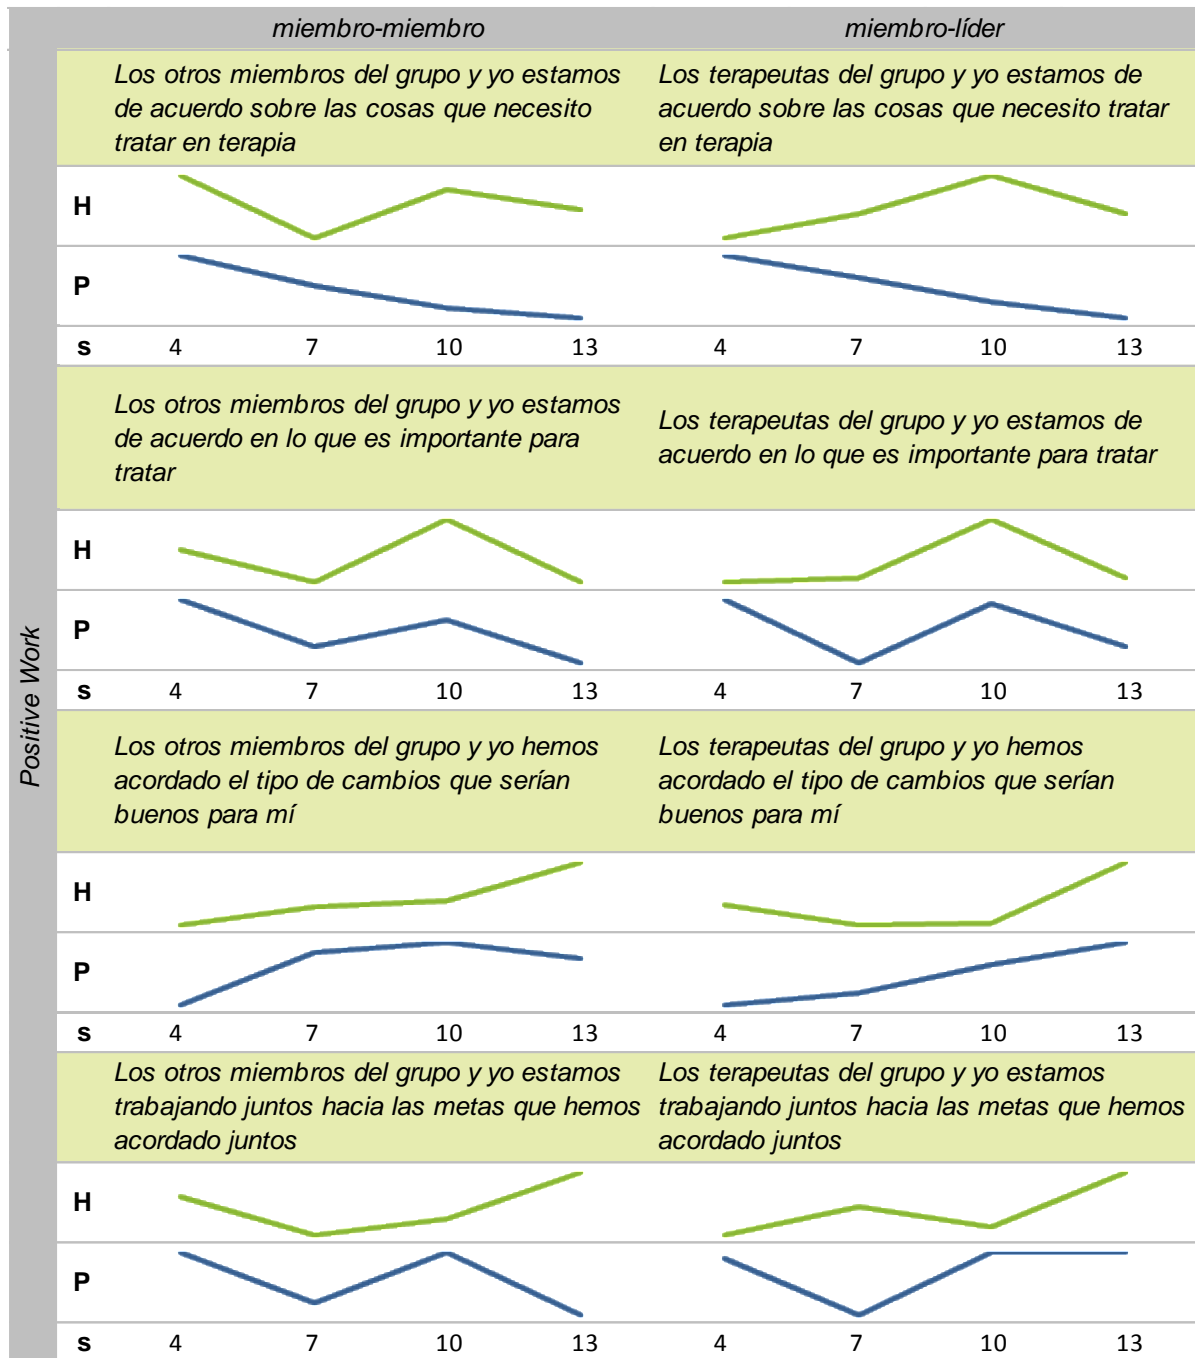 miembro-miembro
miembro-líder
Positive Work
Los otros miembros del grupo y yo estamos
de acuerdo sobre las cosas que necesito
tratar en terapia
Los terapeutas del grupo y yo estamos de
acuerdo sobre las cosas que necesito tratar
en terapia
H
P
s 4 7 10 13 4 7 10 13
Los otros miembros del grupo y yo estamos
de acuerdo en lo que es importante para
tratar
Los terapeutas del grupo y yo estamos de
acuerdo en lo que es importante para tratar
H
P
s 4 7 10 13 4 7 10 13
Los otros miembros del grupo y yo hemos
acordado el tipo de cambios que serían
buenos para mí
Los terapeutas del grupo y yo hemos
acordado el tipo de cambios que serían
buenos para mí
H
P
s 4 7 10 13 4 7 10 13
Los otros miembros del grupo y yo estamos
trabajando juntos hacia las metas que hemos
acordado juntos
Los terapeutas del grupo y yo estamos
trabajando juntos hacia las metas que hemos
acordado juntos
H
P
s 4 7 10 13 4 7 10 13